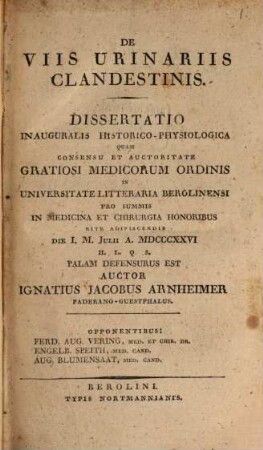 DE
VIIS URINARIIS
CLANDESTINIS.
DISSERTATIO
INAUGURALIS HISTORICO-PHYSIOLOGICA
QUAM
CONSENSU ET AUCTORITATE
GRATIOSI MEDICORUM ORDINIS
IN
UNIVERSITATE LITTERARIA BEROLINENSI
PRO SUMMIS
IN MEDICINA ET CHIRURGIA HONORIBUS
RITE ADIPISCENDIS
DIE I. M. JULII A. MDCCCXXVI
H. L. Q S.
PALAM DEFENSURUS EST
AUCTOR
IGNATIUS JACOBUS ARNHEIMER
PADERANO-GUESTPHALUS.
OPPONENTIBUS:
FERD. AUG. VERING, MED. ET CHIR. DR.
ENGELB. SPEITH, MED. CAND.
AUG. BLUMENSAAT, MED. CAND.
BEROLINI.
TYPIS NORTMANNIANIS.